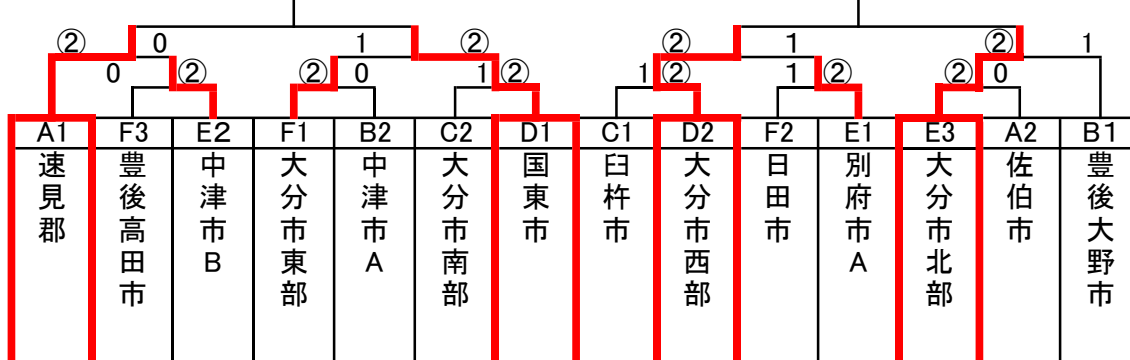 ② 0 1 ② ② 1 ② 1
0 ② ② 0 1 ② 1 ② 1 ② ② 0
A1 F3 E2 F1 B2 C2 D1 C1 D2 F2 E1 E3 A2 B1
速見郡
豊後高田市
中津市B
大分市東部
中津市A
大分市南部
国東市
臼杵市
大分市西部
日田市
別府市A
大分市北部
佐伯市
豊後大野市